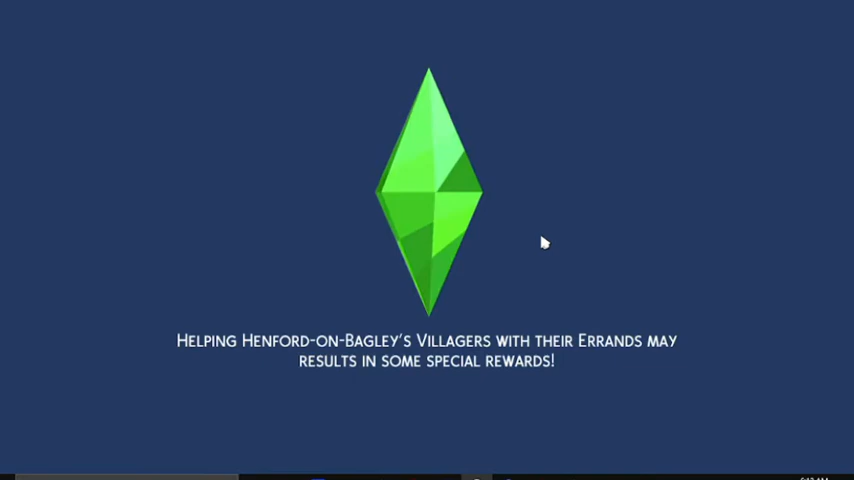 Helping Henford-on-Bagley's Villagers with their Errands may
results in some special rewards!